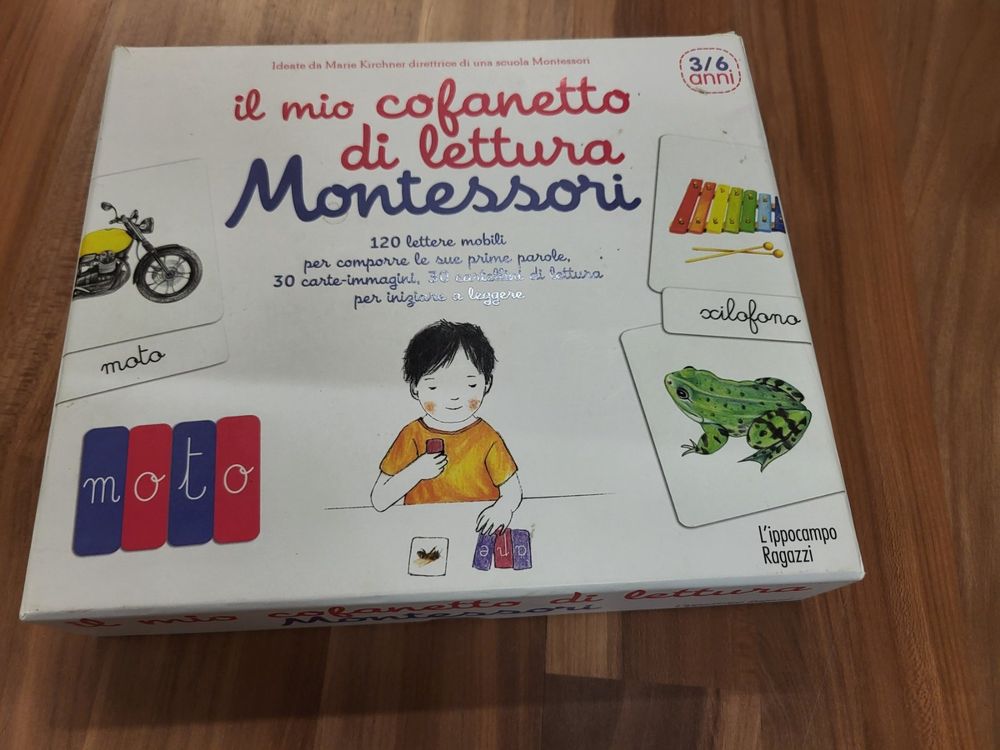 Ideate da Marie Kirchner direttrice di una scuola Montessori
3/6
anni
il mio cofanetto
di lettura
Montessori
120 lettere mobili
per comporre le sue prime parole,
30 carte-immagini, 30 cartellini di lettura
per iniziare a leggere
moto
xilofono
moto
ape
L'ippocampo
Ragazzi
il mio cofanetto di lettura
Montessori